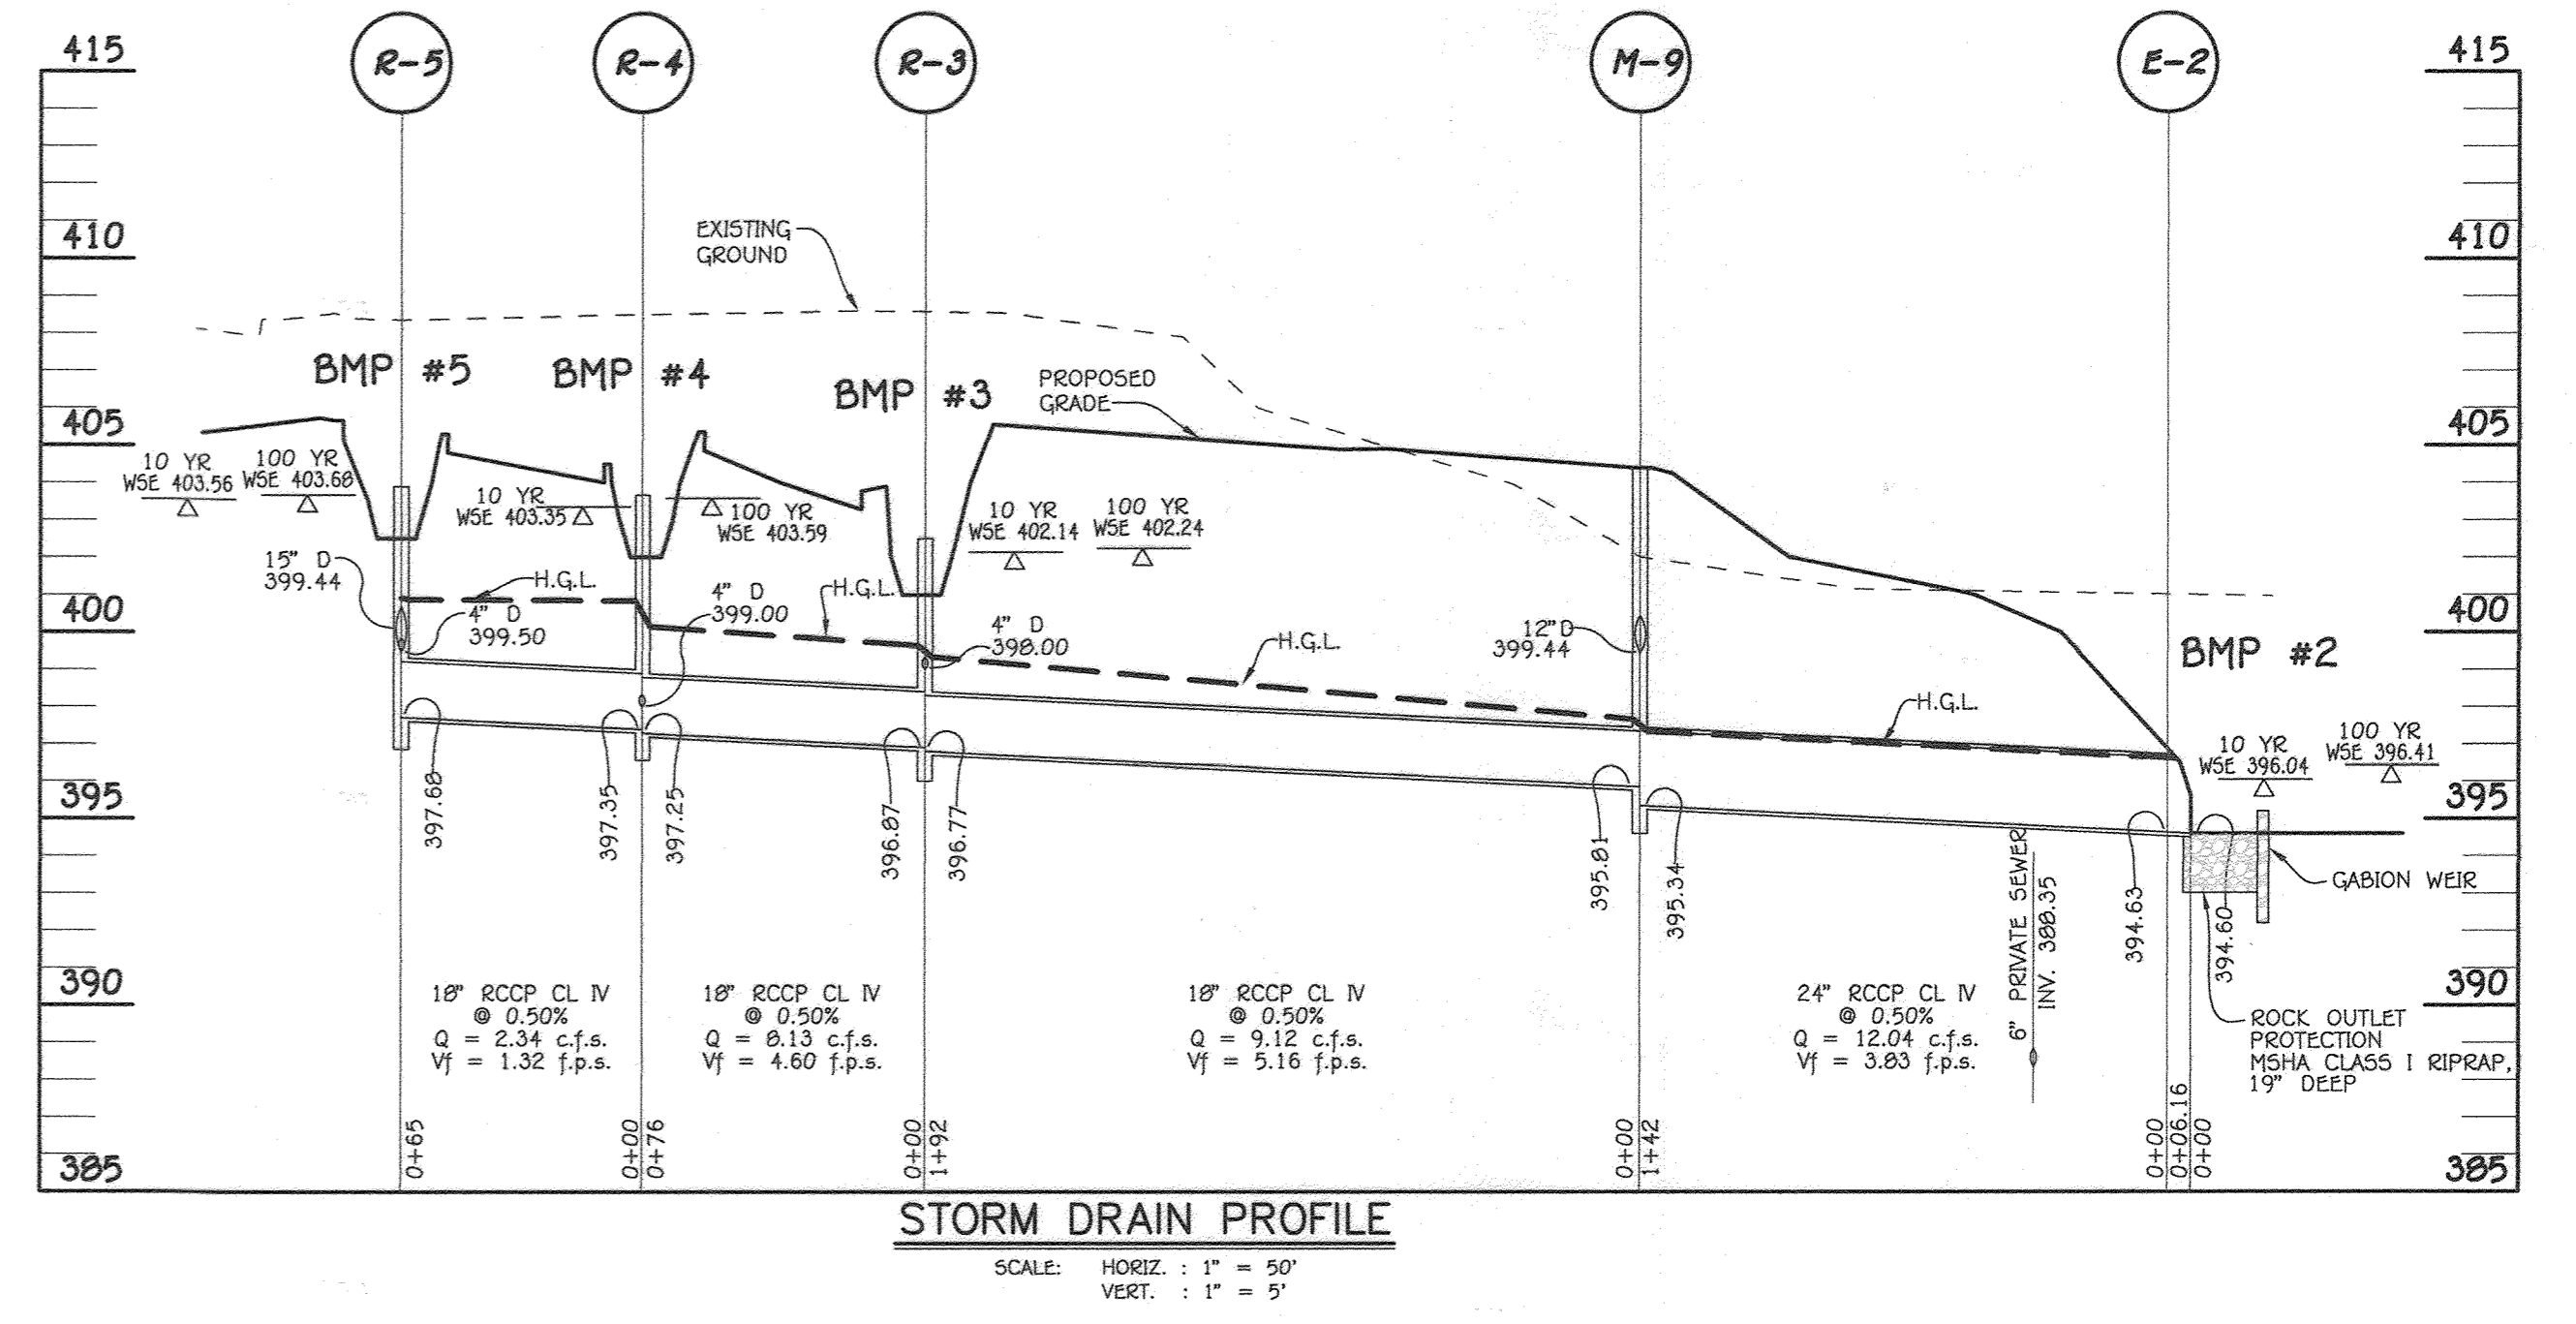 R-5
R-4
R-3
M-9
E-2
415
415
410
410
405
405
400
400
395
395
390
390
385
385
EXISTING
GROUND
BMP #5
BMP #4
BMP #3
PROPOSED
GRADE
10 YR
WSE 403.56
100 YR
WSE 403.68
10 YR
WSE 403.35
100 YR
WSE 403.59
10 YR
WSE 402.14
100 YR
WSE 402.24
15" D
399.44
H.G.L.
4" D
399.50
4" D
399.00
H.G.L.
4" D
398.00
H.G.L.
12" D
399.44
H.G.L.
BMP #2
10 YR
WSE 396.04
100 YR
WSE 396.41
397.68
397.35
397.25
396.87
396.77
395.81
395.34
394.63
394.60
6" PRIVATE SEWER
INV. 388.35
GABION WEIR
18" RCCP CL IV
@ 0.50%
Q = 2.34 c.f.s.
Vf = 1.32 f.p.s.
18" RCCP CL IV
@ 0.50%
Q = 8.13 c.f.s.
Vf = 4.60 f.p.s.
18" RCCP CL IV
@ 0.50%
Q = 9.12 c.f.s.
Vf = 5.16 f.p.s.
24" RCCP CL IV
@ 0.50%
Q = 12.04 c.f.s.
Vf = 3.83 f.p.s.
ROCK OUTLET
PROTECTION
MSHA CLASS I RIPRAP,
19" DEEP
0+65
0+00
0+76
0+00
1+92
0+00
1+42
0+00
0+06.16
0+00
STORM DRAIN PROFILE
SCALE: HORIZ. : 1" = 50'
VERT. : 1" = 5'